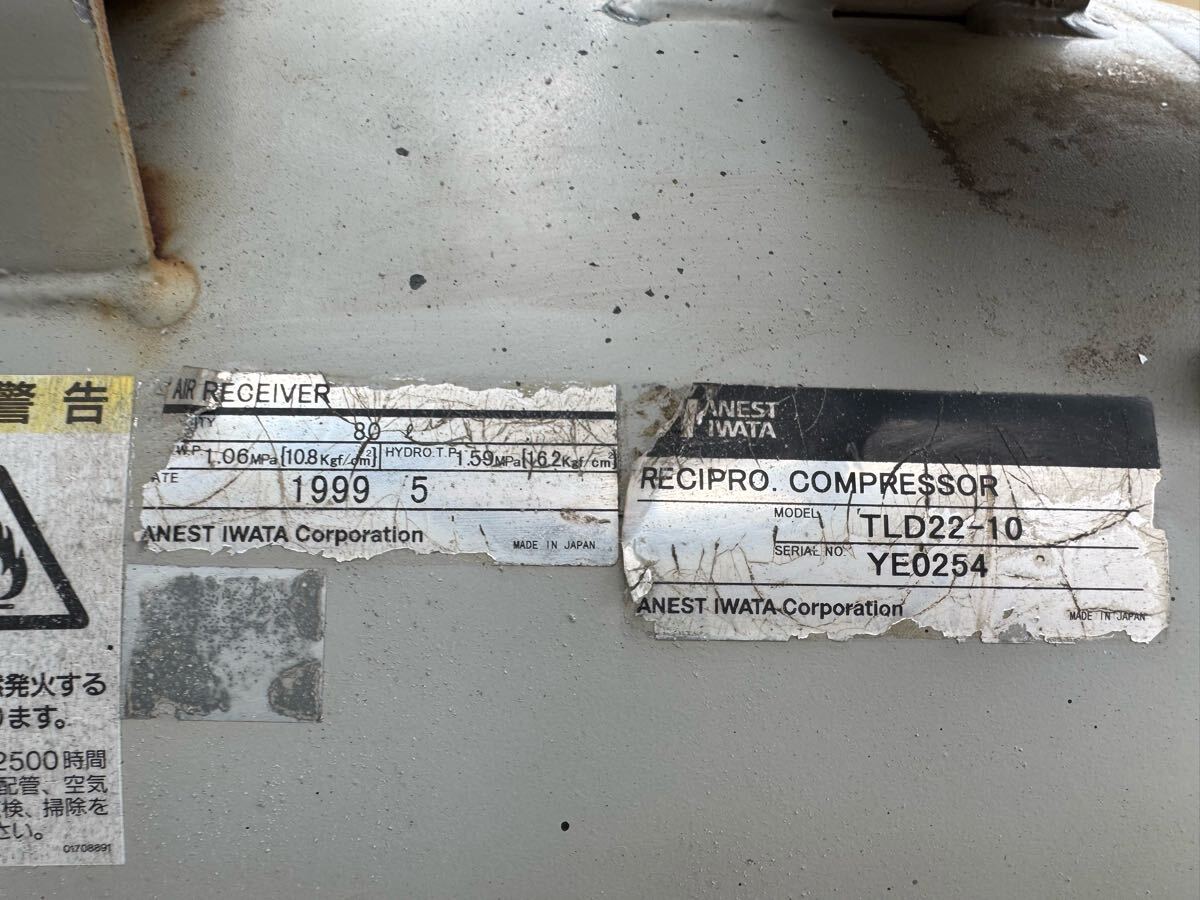 警告
発火する
ります。
2500時間
配管、空気
検、掃除を
さい。
01708891
AIR RECEIVER
ITY 80 ℓ
W.P. 1.06MPa [10.8Kgf/cm²] HYDRO.T.P. 1.59MPa [16.2Kgf/cm²]
ATE 1999 5
ANEST IWATA Corporation
MADE IN JAPAN
ANEST
IWATA
RECIPRO. COMPRESSOR
MODEL TLD22-10
SERIAL NO. YE0254
ANEST IWATA Corporation
MADE IN JAPAN